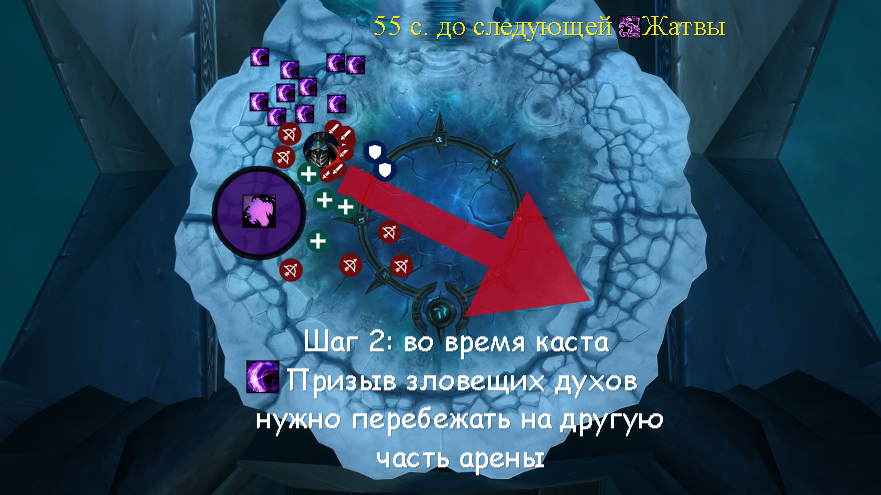 55 с. до следующей Жатвы
Шаг 2: во время каста
Призыв зловещих духов
нужно перебежать на другую
часть арены